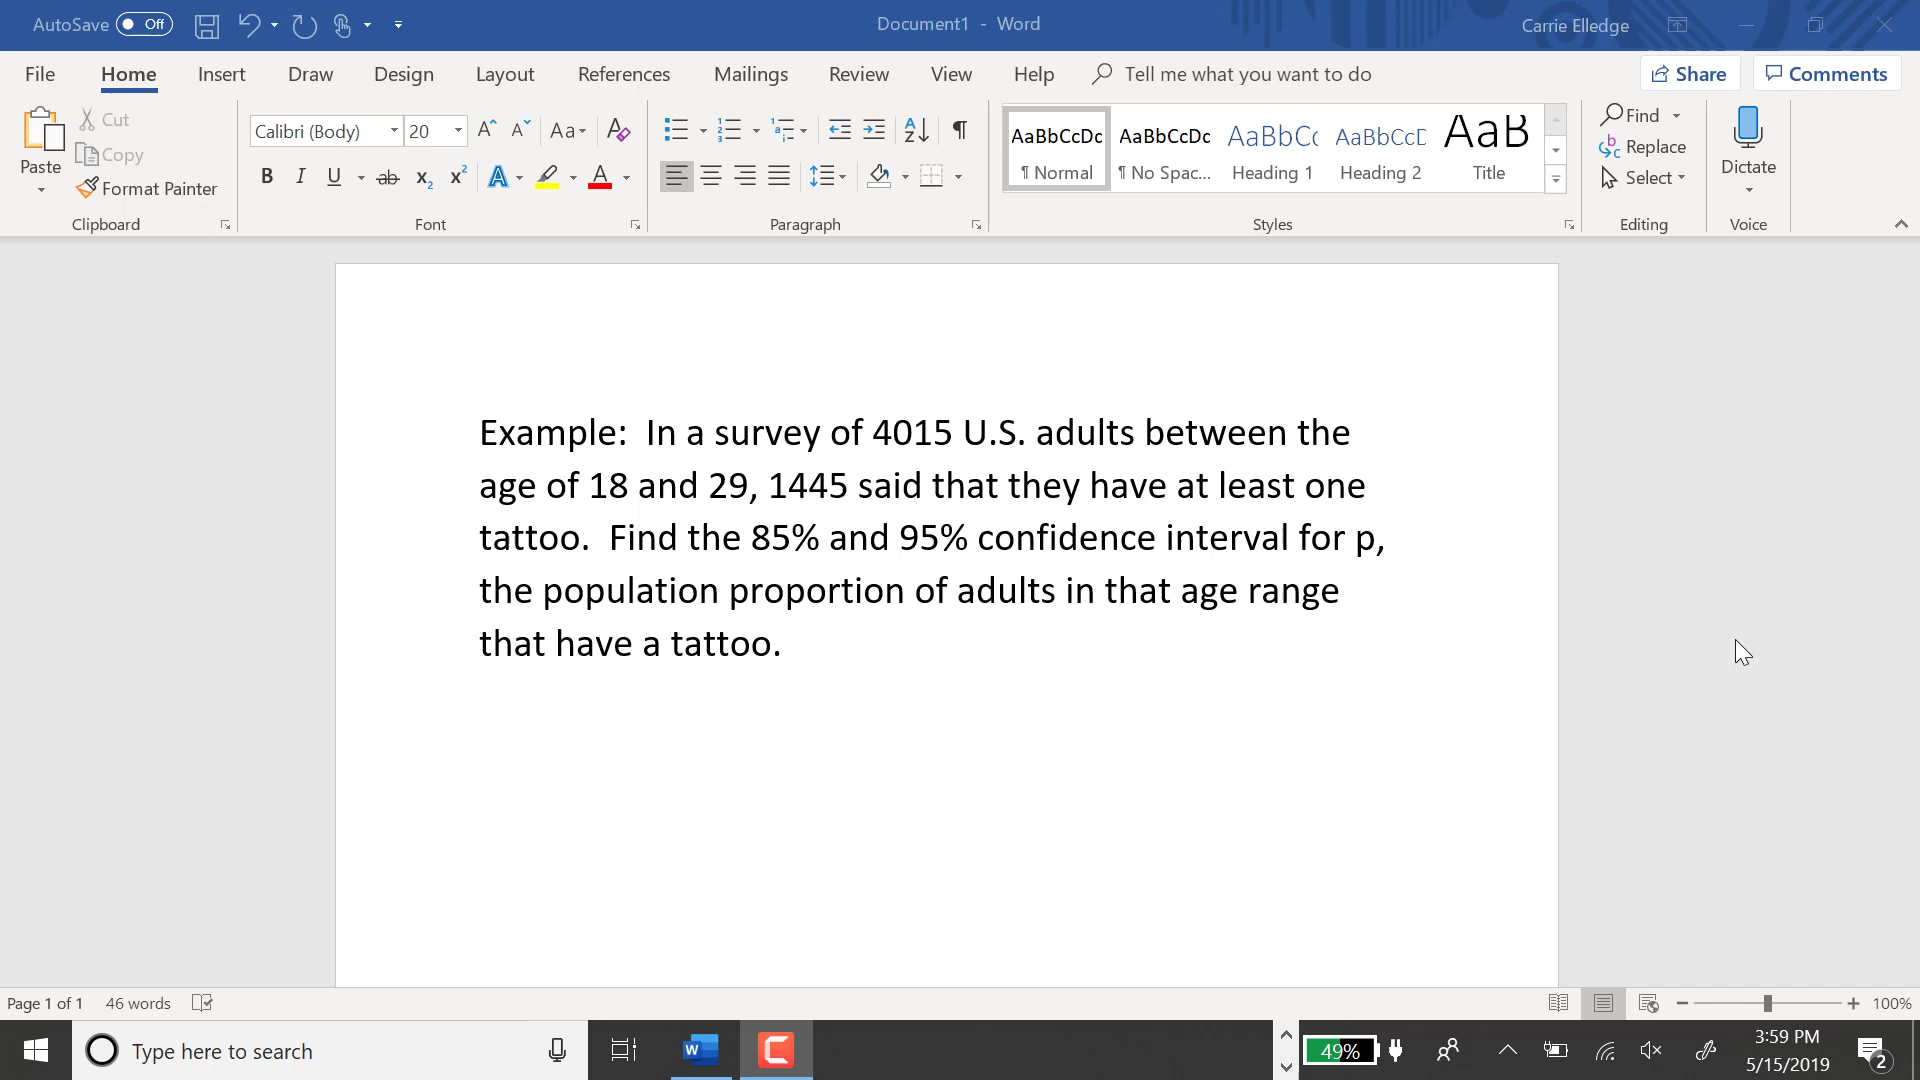 AutoSave Off Document1 - Word Carrie Elledge
File Home Insert Draw Design Layout References Mailings Review View Help Tell me what you want to do Share Comments
Paste Cut Copy Format Painter
Clipboard
Calibri (Body) 20 Aa
B I U ab x2 x2 A A
Font
Paragraph
AaBbCcDc AaBbCcDc AaBbCc AaBbCcD AaB
¶ Normal ¶ No Spac... Heading 1 Heading 2 Title
Styles
Find
Replace
Select
Editing
Dictate
Voice
Example: In a survey of 4015 U.S. adults between the
age of 18 and 29, 1445 said that they have at least one
tattoo. Find the 85% and 95% confidence interval for p,
the population proportion of adults in that age range
that have a tattoo.
Page 1 of 1 46 words 100%
Type here to search 49% 3:59 PM
5/15/2019 2